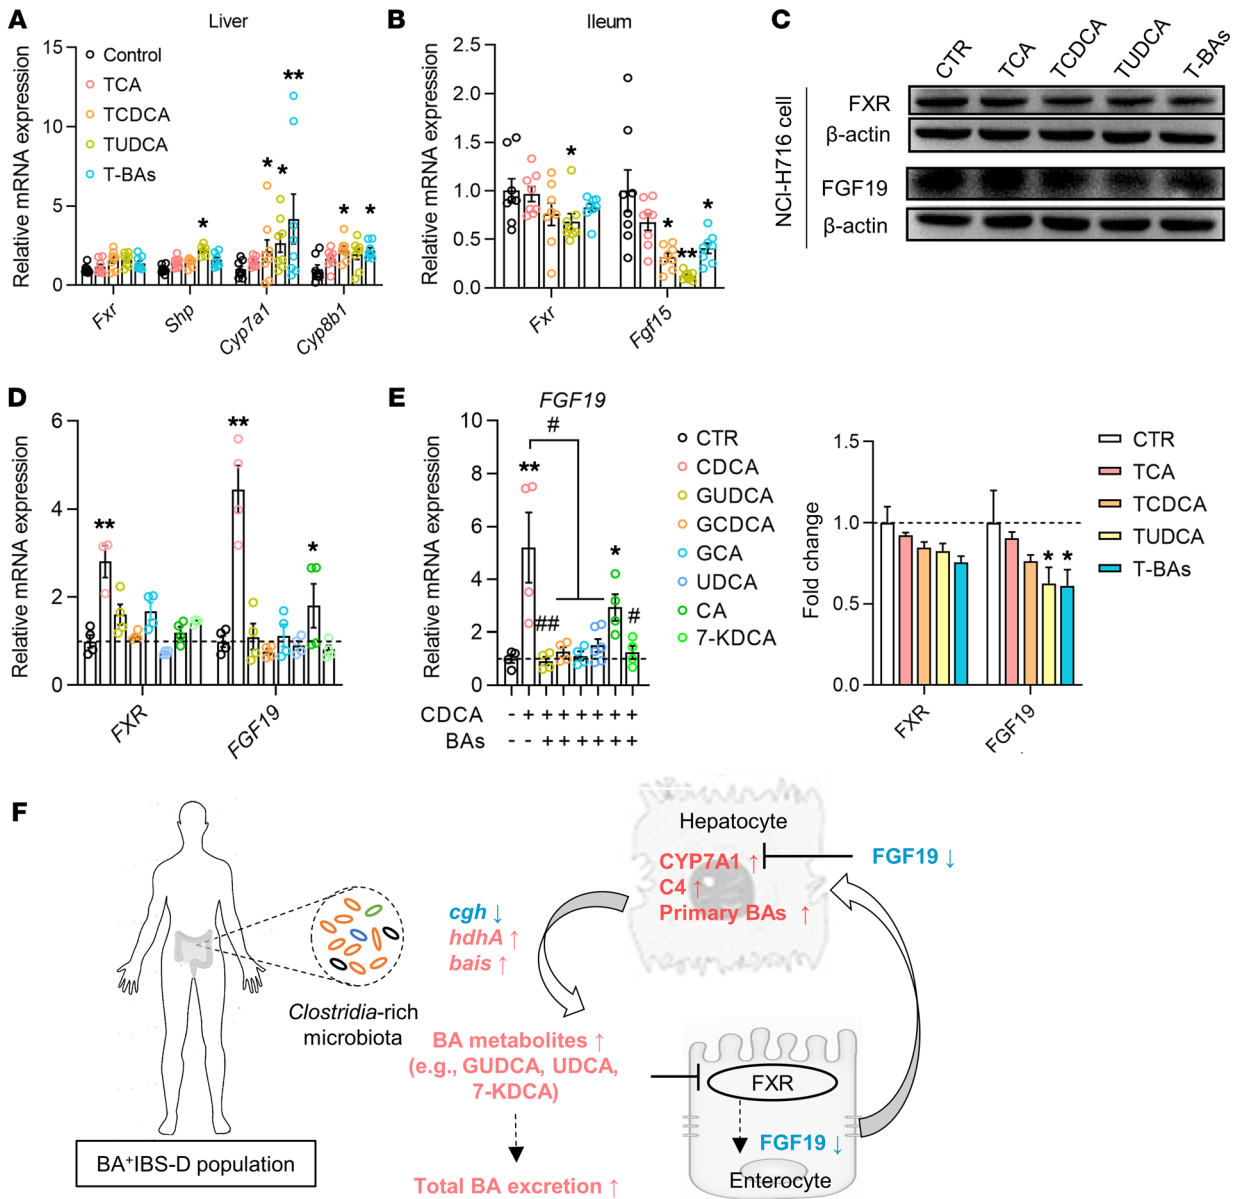 A
Liver
Relative mRNA expression
15
10
5
0
Control
TCA
TCDCA
TUDCA
T-BAs
*
*
*
**
*
*
Fxr
Shp
Cyp7a1
Cyp8b1
B
Ileum
Relative mRNA expression
2.5
2.0
1.5
1.0
0.5
0.0
*
*
**
*
Fxr
Fgf15
C
CTR
TCA
TCDCA
TUDCA
T-BAs
NCI-H716 cell
FXR
β-actin
FGF19
β-actin
D
Relative mRNA expression
6
4
2
0
**
**
*
FXR
FGF19
E
FGF19
Relative mRNA expression
10
8
6
4
2
0
#
**
##
*
#
CDCA - + + + + + + +
BAs - - + + + + + +
CTR
CDCA
GUDCA
GCDCA
GCA
UDCA
CA
7-KDCA
Fold change
1.5
1.0
0.5
0.0
*
*
FXR
FGF19
CTR
TCA
TCDCA
TUDCA
T-BAs
F
Clostridia-rich
microbiota
BA+IBS-D population
cgh ↓
hdhA ↑
bais ↑
BA metabolites ↑
(e.g., GUDCA, UDCA,
7-KDCA)
Total BA excretion ↑
Hepatocyte
CYP7A1 ↑
C4 ↑
Primary BAs ↑
FGF19 ↓
FXR
FGF19 ↓
Enterocyte